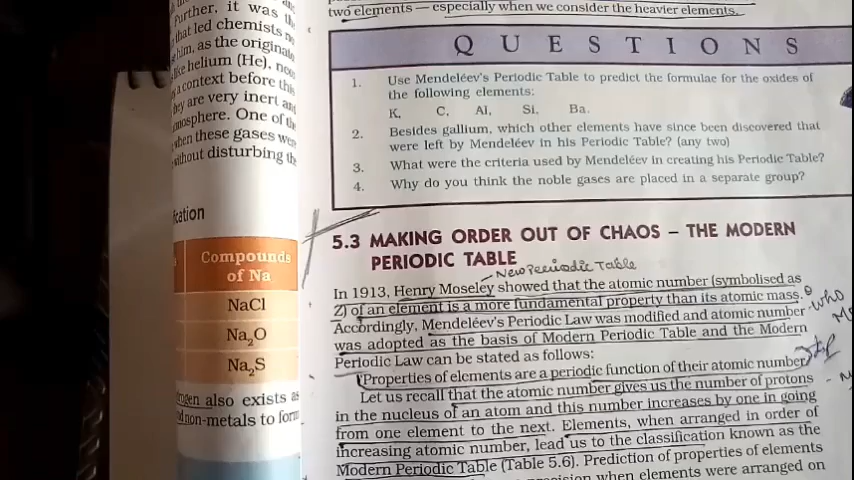 Further, it was the
that led chemists
him, as the original
like helium (He), neon
a context before this
they are very inert and
atmosphere. One of the
when these gases were
without disturbing the
fication
Compounds
of Na
NaCl
Na₂O
Na₂S
rogen also exists as
nd non-metals to form
two elements — especially when we consider the heavier elements.
QUESTIONS
1. Use Mendeléev's Periodic Table to predict the formulae for the oxides of
the following elements:
K, C, Al, Si, Ba.
2. Besides gallium, which other elements have since been discovered that
were left by Mendeléev in his Periodic Table? (any two)
3. What were the criteria used by Mendeléev in creating his Periodic Table?
4. Why do you think the noble gases are placed in a separate group?
5.3 MAKING ORDER OUT OF CHAOS – THE MODERN
PERIODIC TABLE
New Periodic Table
In 1913, Henry Moseley showed that the atomic number (symbolised as
Z) of an element is a more fundamental property than its atomic mass.
Accordingly, Mendeléev's Periodic Law was modified and atomic number
who
was adopted as the basis of Modern Periodic Table and the Modern
Periodic Law can be stated as follows:
'Properties of elements are a periodic function of their atomic number.'
Let us recall that the atomic number gives us the number of protons
in the nucleus of an atom and this number increases by one in going
from one element to the next. Elements, when arranged in order of
increasing atomic number, lead us to the classification known as the
Modern Periodic Table (Table 5.6). Prediction of properties of elements
when elements were arranged on